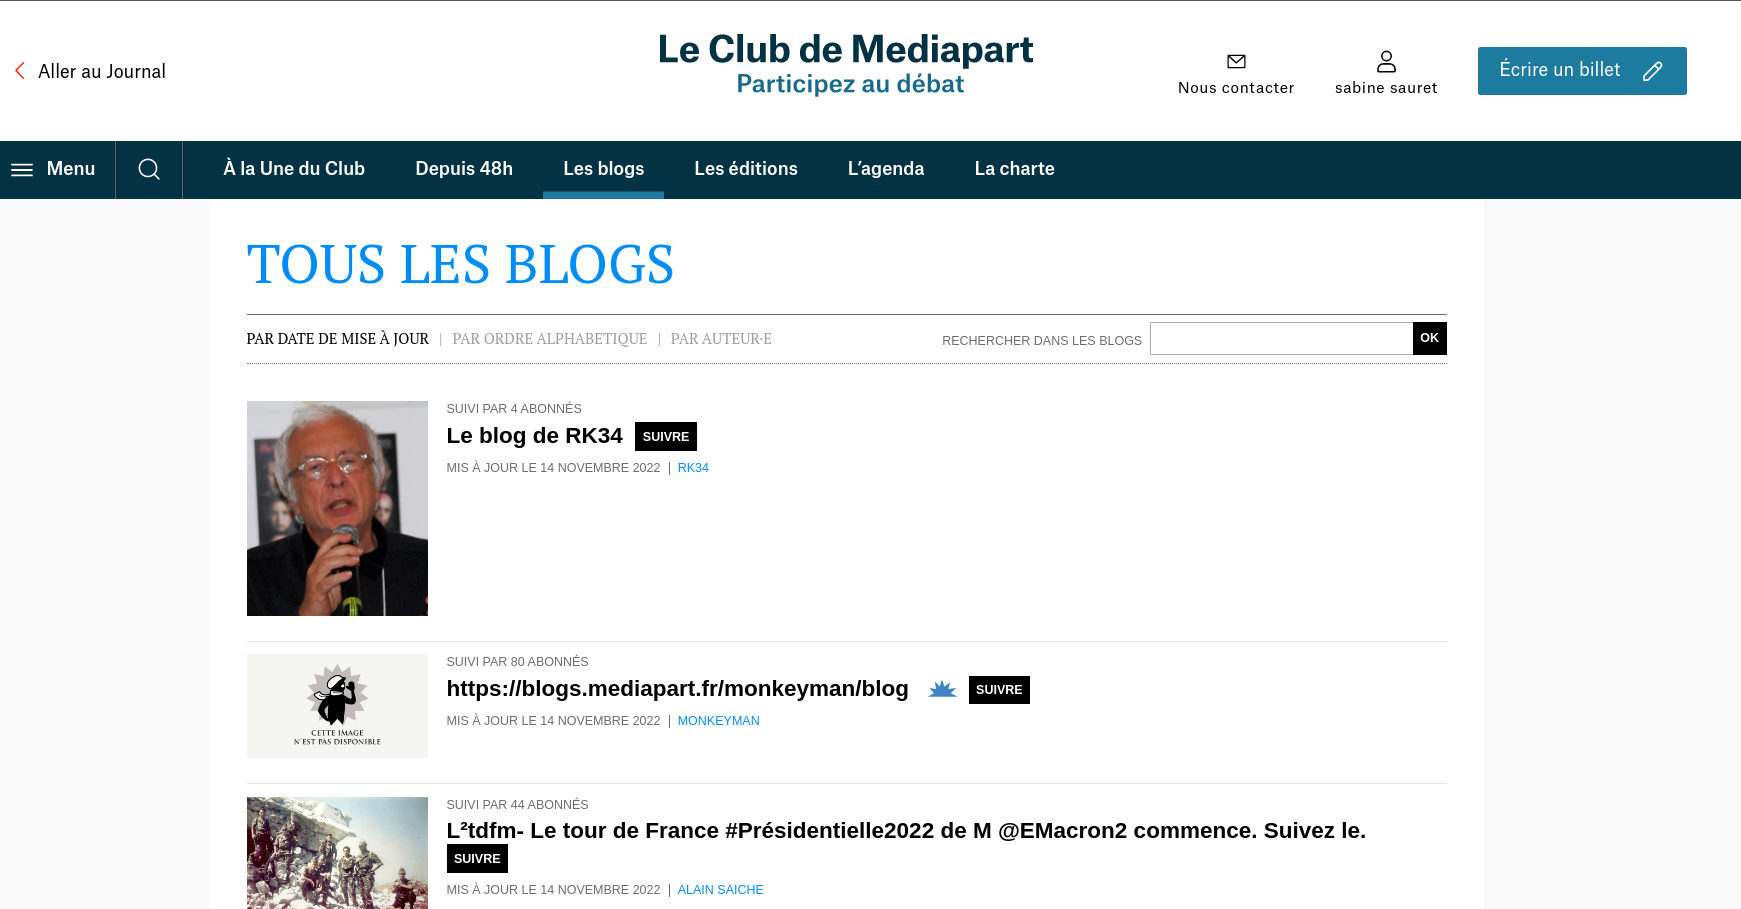 Le Club de Mediapart
Participez au débat
Aller au Journal
Nous contacter
sabine sauret
Écrire un billet
Menu
À la Une du Club
Depuis 48h
Les blogs
Les éditions
L’agenda
La charte
TOUS LES BLOGS
PAR DATE DE MISE À JOUR | PAR ORDRE ALPHABETIQUE | PAR AUTEUR·E
RECHERCHER DANS LES BLOGS
OK
SUIVI PAR 4 ABONNÉS
Le blog de RK34 SUIVRE
MIS À JOUR LE 14 NOVEMBRE 2022 | RK34
CETTE IMAGE
N'EST PAS DISPONIBLE
SUIVI PAR 80 ABONNÉS
https://blogs.mediapart.fr/monkeyman/blog SUIVRE
MIS À JOUR LE 14 NOVEMBRE 2022 | MONKEYMAN
SUIVI PAR 44 ABONNÉS
L²tdfm- Le tour de France #Présidentielle2022 de M @EMacron2 commence. Suivez le.
SUIVRE
MIS À JOUR LE 14 NOVEMBRE 2022 | ALAIN SAICHE